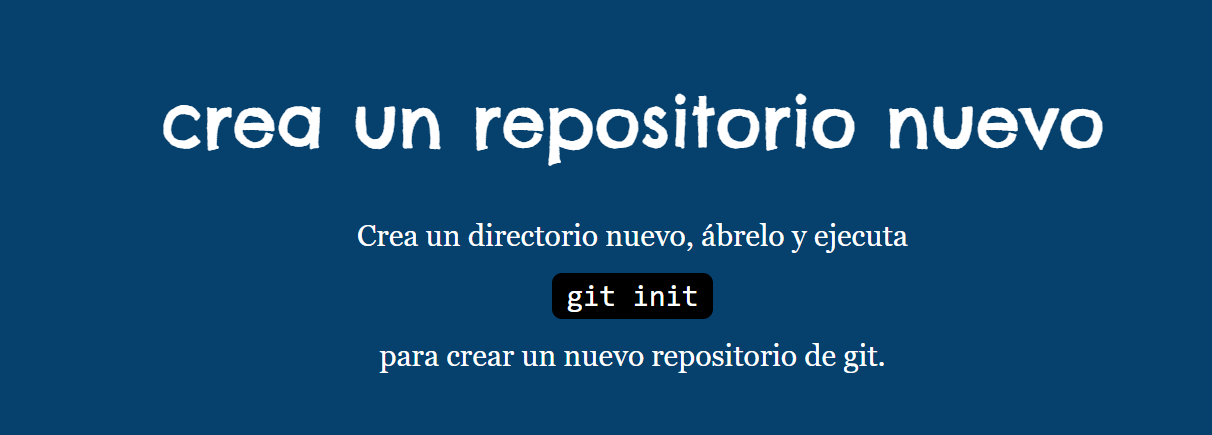 crea un repositorio nuevo
Crea un directorio nuevo, ábrelo y ejecuta
git init
para crear un nuevo repositorio de git.